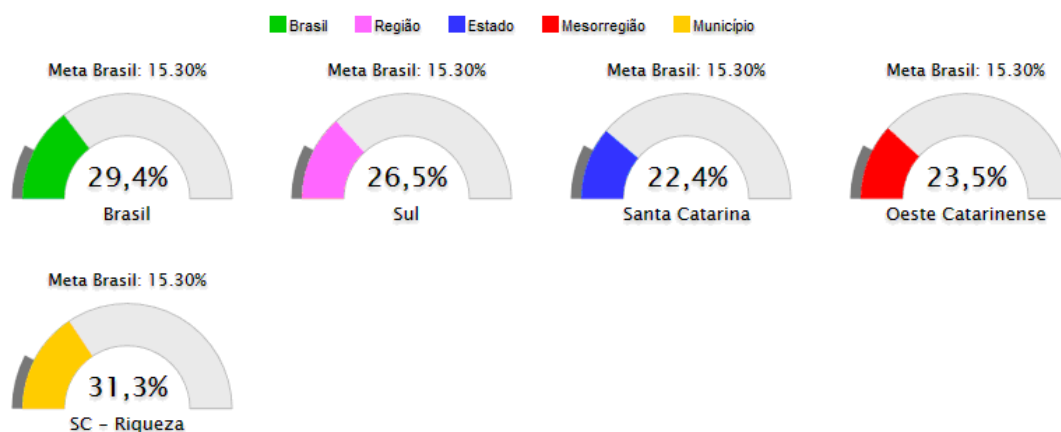 Brasil Região Estado Mesorregião Município
Meta Brasil: 15.30% Meta Brasil: 15.30% Meta Brasil: 15.30% Meta Brasil: 15.30%
29,4% 26,5% 22,4% 23,5%
Brasil Sul Santa Catarina Oeste Catarinense
Meta Brasil: 15.30%
31,3%
SC - Riqueza